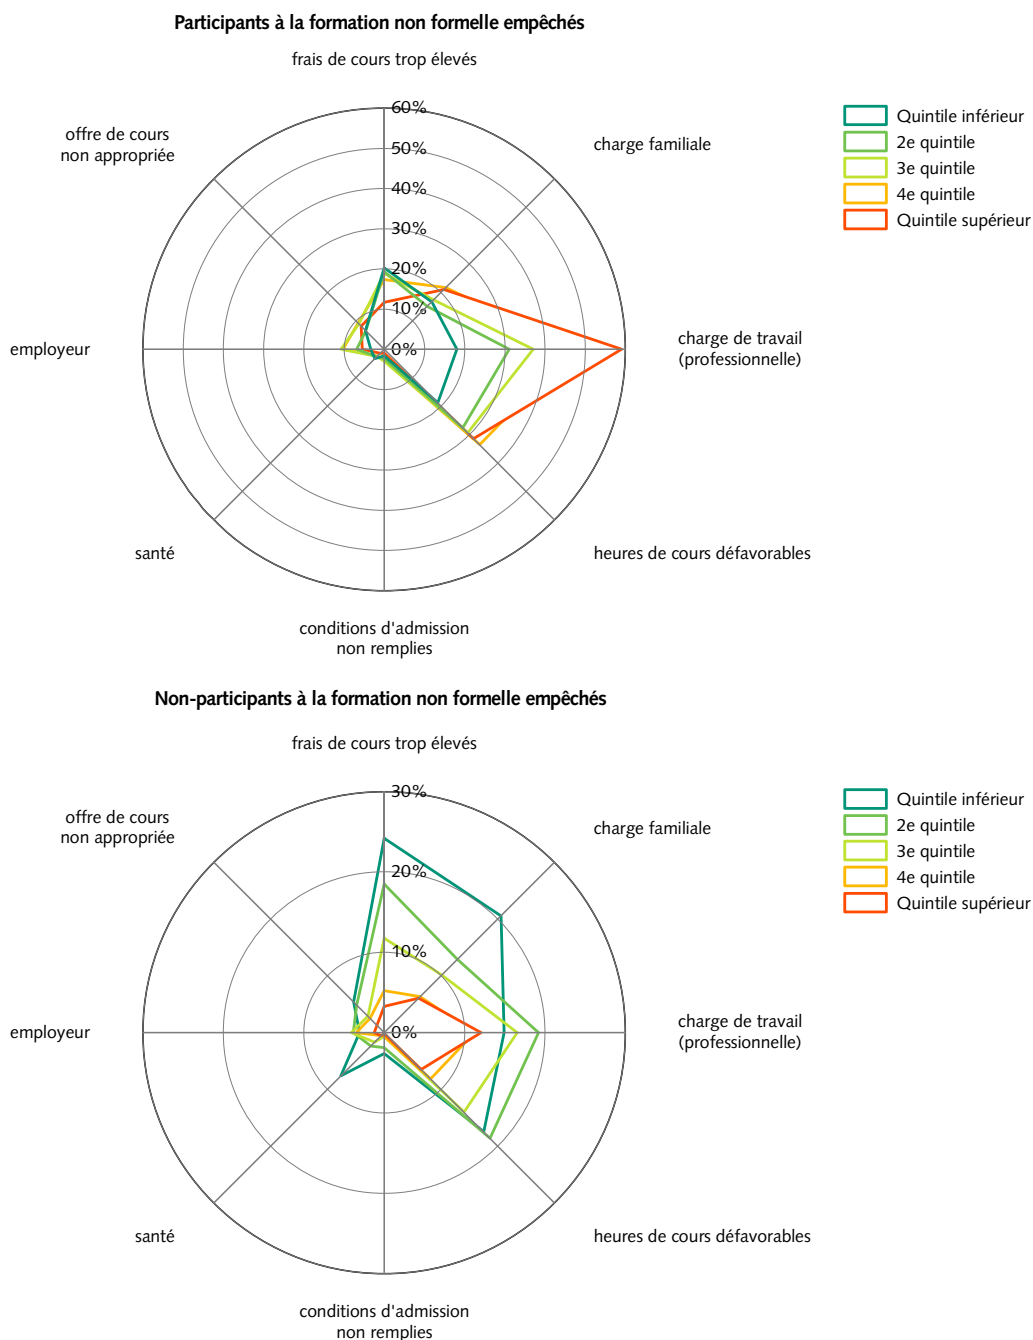 Participants à la formation non formelle empêchés
frais de cours trop élevés
60%
50%
40%
30%
20%
10%
0%
offre de cours
non appropriée
charge familiale
employeur
charge de travail
(professionnelle)
santé
heures de cours défavorables
conditions d'admission
non remplies
Quintile inférieur
2e quintile
3e quintile
4e quintile
Quintile supérieur
Non-participants à la formation non formelle empêchés
frais de cours trop élevés
30%
20%
10%
0%
offre de cours
non appropriée
charge familiale
employeur
charge de travail
(professionnelle)
santé
heures de cours défavorables
conditions d'admission
non remplies
Quintile inférieur
2e quintile
3e quintile
4e quintile
Quintile supérieur